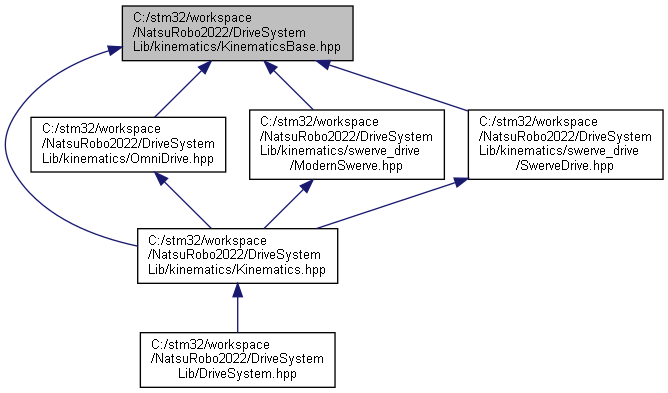 C:/stm32/workspace
/NatsuRobo2022/DriveSystem
Lib/kinematics/KinematicsBase.hpp
C:/stm32/workspace
/NatsuRobo2022/DriveSystem
Lib/kinematics/OmniDrive.hpp
C:/stm32/workspace
/NatsuRobo2022/DriveSystem
Lib/kinematics/swerve_drive
/ModernSwerve.hpp
C:/stm32/workspace
/NatsuRobo2022/DriveSystem
Lib/kinematics/swerve_drive
/SwerveDrive.hpp
C:/stm32/workspace
/NatsuRobo2022/DriveSystem
Lib/kinematics/Kinematics.hpp
C:/stm32/workspace
/NatsuRobo2022/DriveSystem
Lib/DriveSystem.hpp